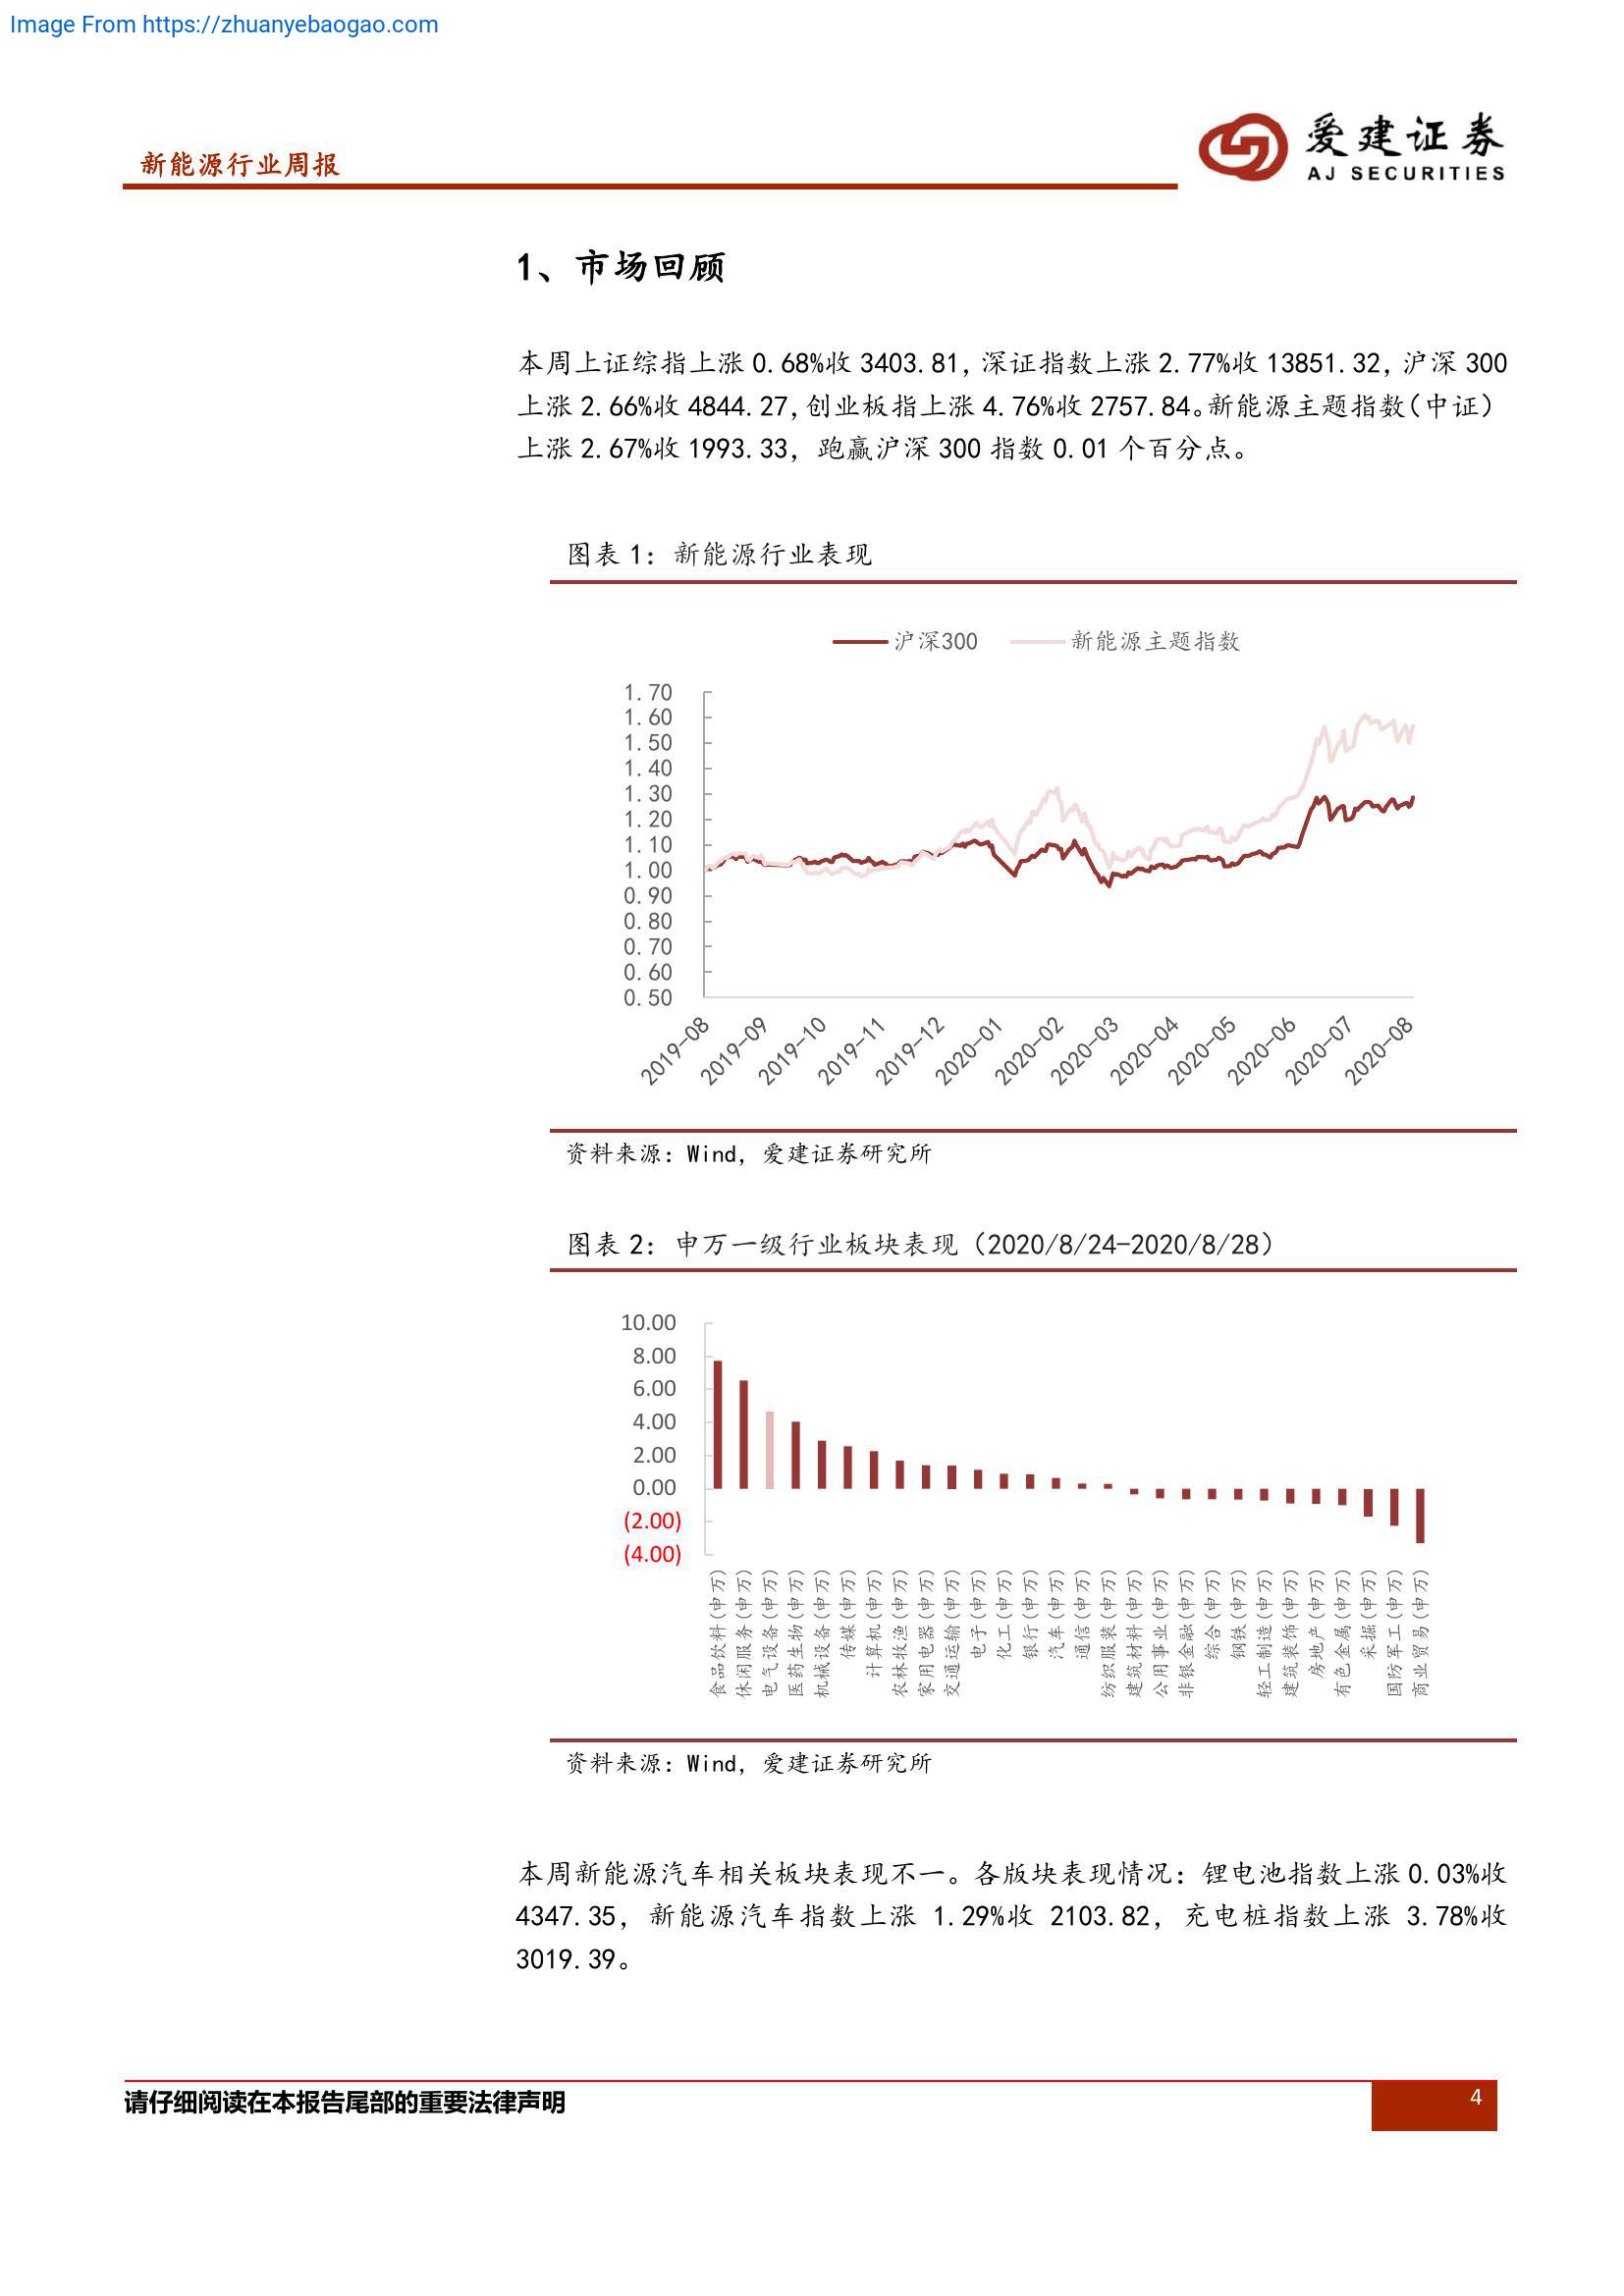 Image From https://zhuanyebaogao.com
新能源行业周报
爱建证券
AJ SECURITIES
1、市场回顾
本周上证综指上涨 0.68%收 3403.81,深证指数上涨 2.77%收 13851.32,沪深 300
上涨 2.66%收 4844.27,创业板指上涨 4.76%收 2757.84。新能源主题指数(中证)
上涨 2.67%收 1993.33, 跑赢沪深 300 指数 0.01 个百分点。
图表 1: 新能源行业表现
沪深300 新能源主题指数
1.70
1.60
1.50
1.40
1.30
1.20
1.10
1.00
0.90
0.80
0.70
0.60
0.50
2019-08
2019-09
2019-10
2019-11
2019-12
2020-01
2020-02
2020-03
2020-04
2020-05
2020-06
2020-07
2020-08
资料来源: Wind, 爱建证券研究所
图表 2: 申万一级行业板块表现（2020/8/24-2020/8/28）
10.00
8.00
6.00
4.00
2.00
0.00
(2.00)
(4.00)
食品饮料(申万)
休闲服务(申万)
电气设备(申万)
医药生物(申万)
机械设备(申万)
传媒(申万)
计算机(申万)
农林牧渔(申万)
家用电器(申万)
交通运输(申万)
电子(申万)
化工(申万)
银行(申万)
汽车(申万)
通信(申万)
纺织服装(申万)
建筑材料(申万)
公用事业(申万)
非银金融(申万)
综合(申万)
钢铁(申万)
轻工制造(申万)
建筑装饰(申万)
房地产(申万)
有色金属(申万)
采掘(申万)
国防军工(申万)
商业贸易(申万)
资料来源: Wind, 爱建证券研究所
本周新能源汽车相关板块表现不一。各版块表现情况: 锂电池指数上涨 0.03%收
4347.35, 新能源汽车指数上涨 1.29%收 2103.82, 充电桩指数上涨 3.78%收
3019.39。
请仔细阅读在本报告尾部的重要法律声明
4